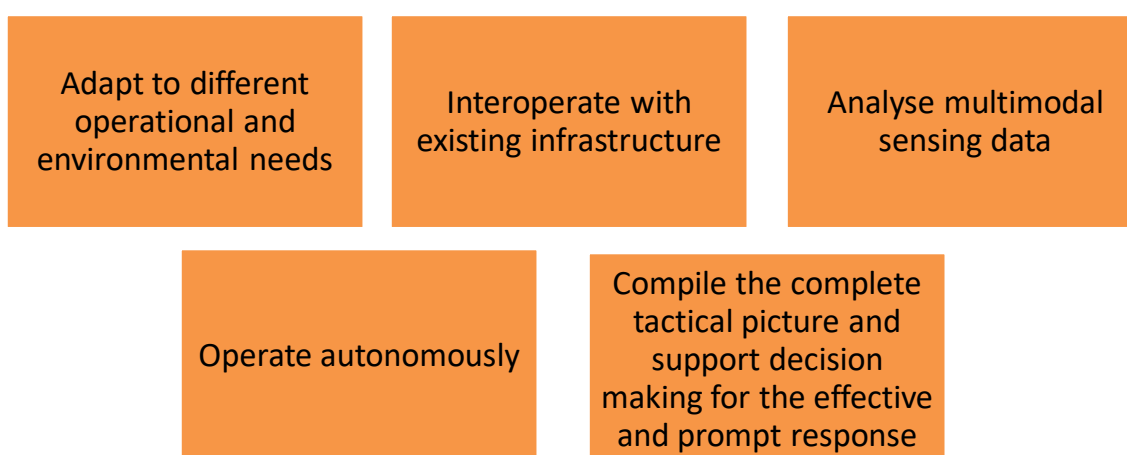 Adapt to different
operational and
environmental needs
Interoperate with
existing infrastructure
Analyse multimodal
sensing data
Operate autonomously
Compile the complete
tactical picture and
support decision
making for the effective
and prompt response